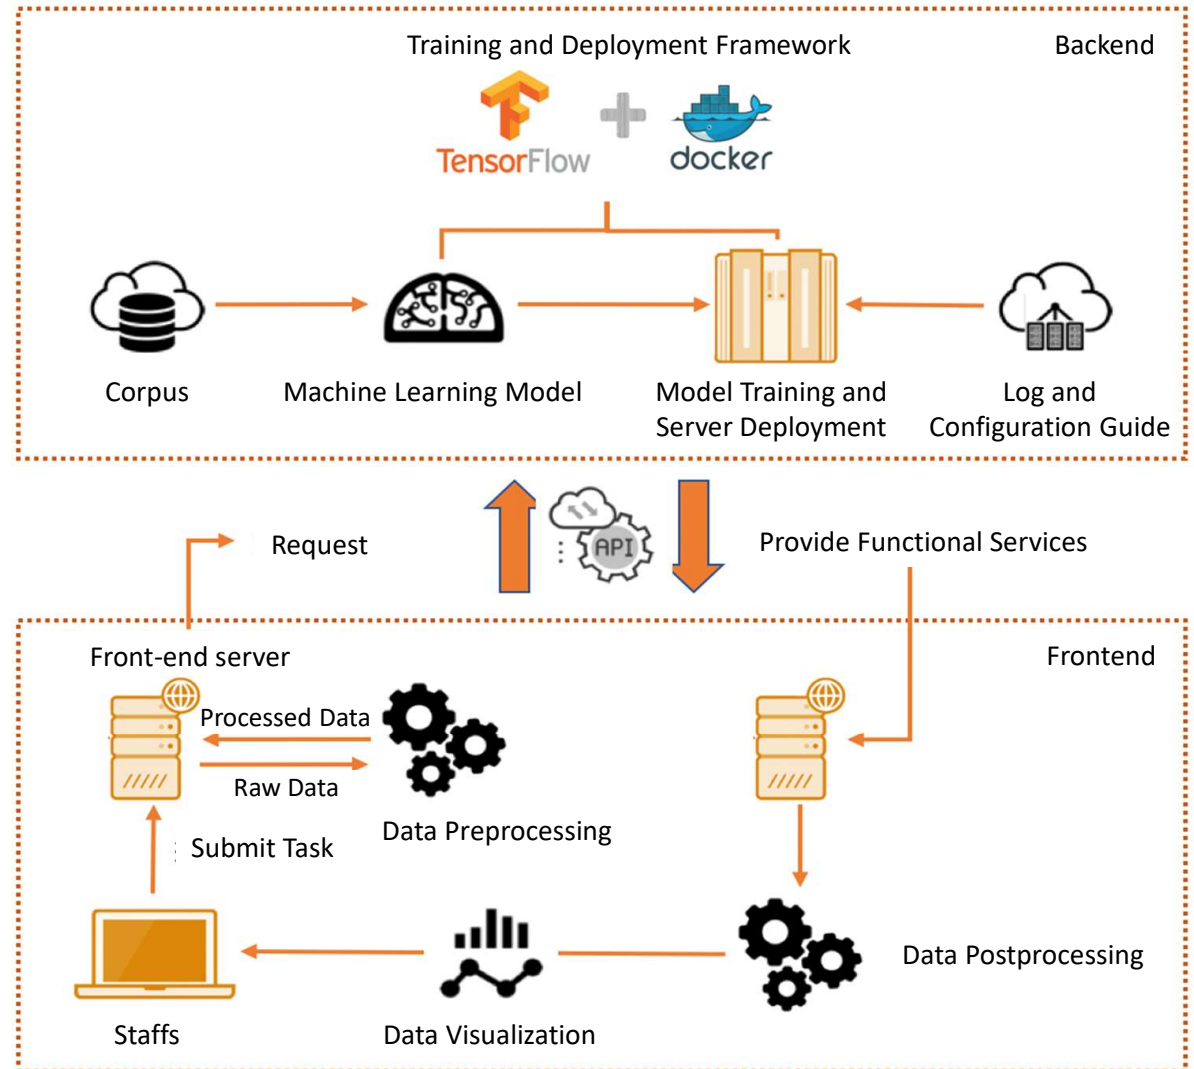 Training and Deployment Framework
Backend
TensorFlow
docker
Corpus
Machine Learning Model
Model Training and
Server Deployment
Log and
Configuration Guide
Request
API
Provide Functional Services
Front-end server
Frontend
Processed Data
Raw Data
Data Preprocessing
Submit Task
Data Postprocessing
Staffs
Data Visualization